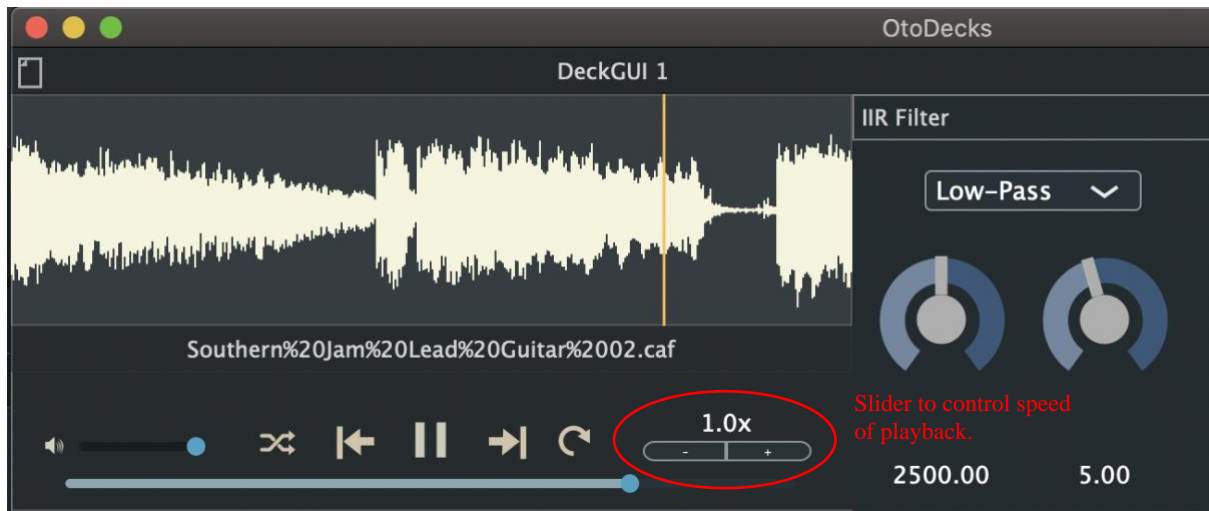 OtoDecks
DeckGUI 1
IIR Filter
Low-Pass
Southern%20Jam%20Lead%20Guitar%2002.caf
1.0x
- +
Slider to control speed
of playback.
2500.00 5.00